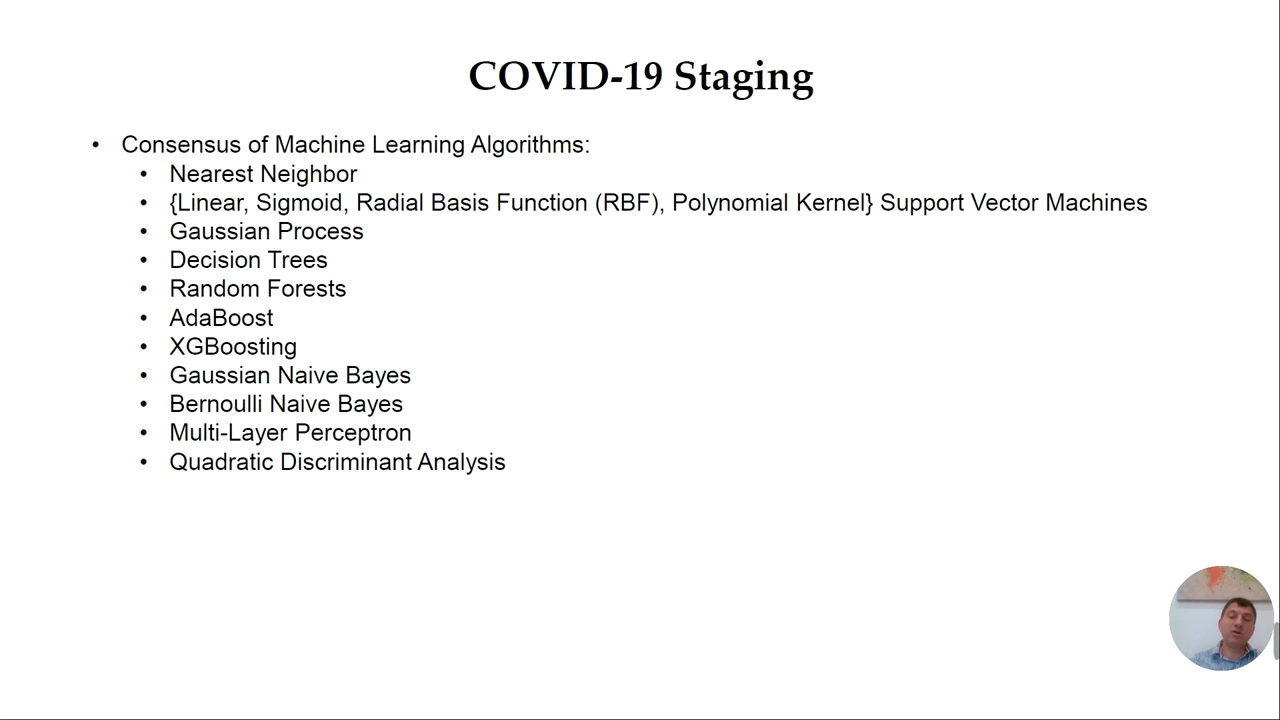 COVID-19 Staging
• Consensus of Machine Learning Algorithms:
• Nearest Neighbor
• {Linear, Sigmoid, Radial Basis Function (RBF), Polynomial Kernel} Support Vector Machines
• Gaussian Process
• Decision Trees
• Random Forests
• AdaBoost
• XGBoosting
• Gaussian Naive Bayes
• Bernoulli Naive Bayes
• Multi-Layer Perceptron
• Quadratic Discriminant Analysis